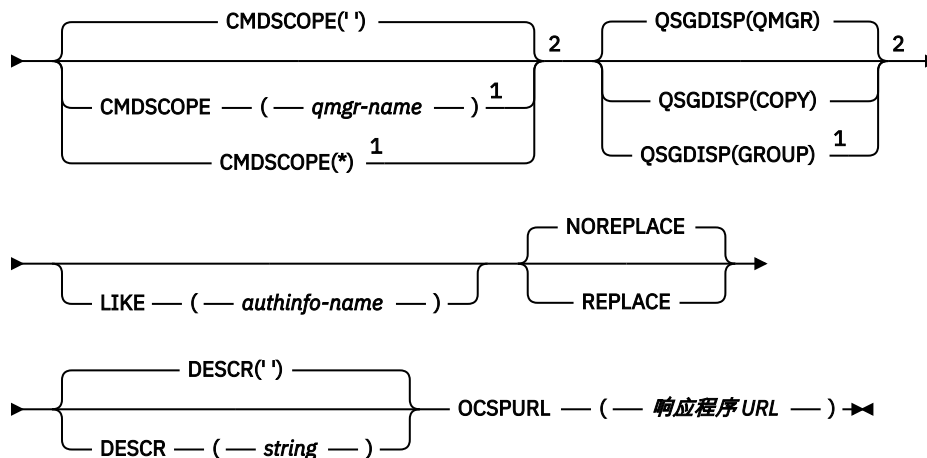 CMDSCOPE(' ')
QSGDISP(QMGR)
2
2
CMDSCOPE ( qmgr-name ) 1
QSGDISP(COPY)
CMDSCOPE(*) 1
QSGDISP(GROUP) 1
NOREPLACE
LIKE ( authinfo-name )
REPLACE
DESCR(' ')
OCSPURL ( 响应程序 URL )
DESCR ( string )